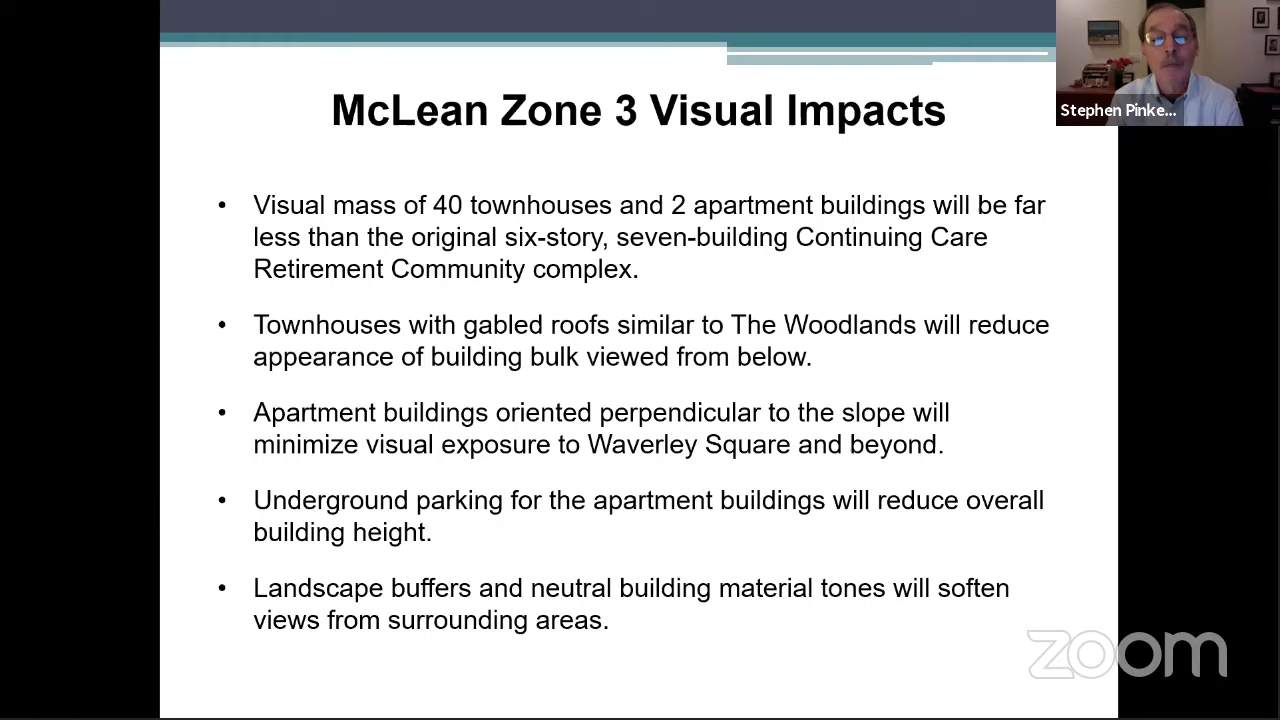 McLean Zone 3 Visual Impacts
Stephen Pinke...
• Visual mass of 40 townhouses and 2 apartment buildings will be far
less than the original six-story, seven-building Continuing Care
Retirement Community complex.
• Townhouses with gabled roofs similar to The Woodlands will reduce
appearance of building bulk viewed from below.
• Apartment buildings oriented perpendicular to the slope will
minimize visual exposure to Waverley Square and beyond.
• Underground parking for the apartment buildings will reduce overall
building height.
• Landscape buffers and neutral building material tones will soften
views from surrounding areas.
zoom